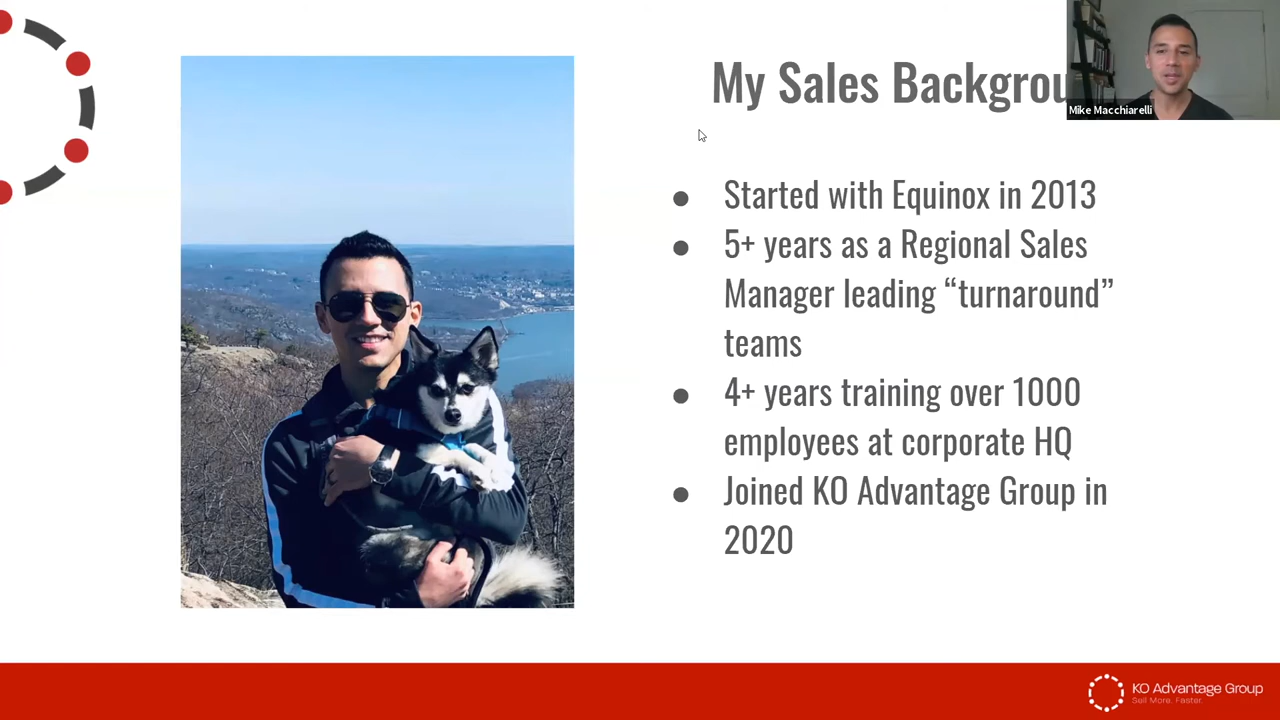 My Sales Backgrou
Mike Macchiarelli
● Started with Equinox in 2013
● 5+ years as a Regional Sales
Manager leading “turnaround”
teams
● 4+ years training over 1000
employees at corporate HQ
● Joined KO Advantage Group in
2020
KO Advantage Group
Sell More. Faster.